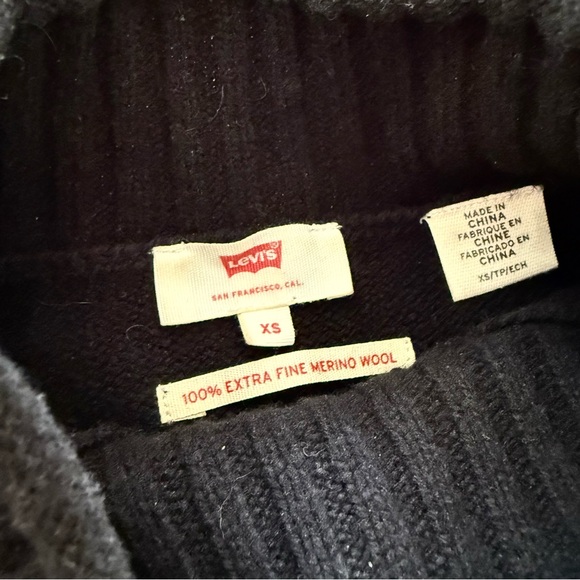 Levi's®
SAN FRANCISCO, CAL.
XS
100% EXTRA FINE MERINO WOOL
MADE IN
CHINA
FABRIQUE EN
CHINE
FABRICADO EN
CHINA
XS/TP/ECH